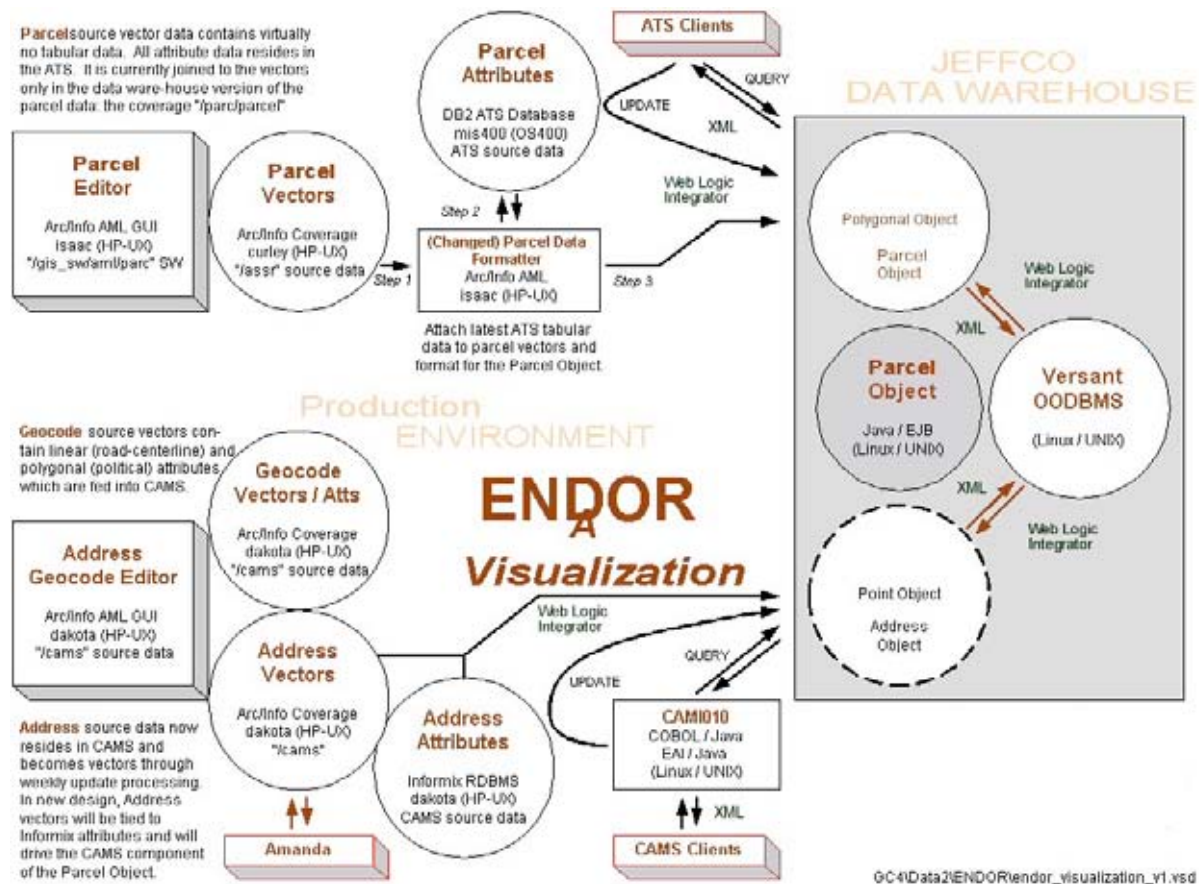 Parcel source vector data contains virtually
no tabular data. All attribute data resides in
the ATS. It is currently joined to the vectors
only in the data ware-house version of the
parcel data: the coverage "/parc/parcel"
Parcel
Editor
Arc/Info AML GUI
isaac (HP-UX)
"/gis_sw/aml/parc" SW
Parcel
Vectors
Arc/Info Coverage
curley (HP-UX)
"/assr" source data
Step 1
Parcel
Attributes
DB2 ATS Database
mis400 (OS400)
ATS source data
Step 2
(Changed) Parcel Data
Formatter
Arc/Info AML,
isaac (HP-UX)
Step 3
Attach latest ATS tabular
data to parcel vectors and
format for the Parcel Object.
ATS Clients
QUERY
UPDATE
XML
Web Logic
Integrator
JEFFCO
DATA WAREHOUSE
Polygonal Object
Parcel
Object
Web Logic
Integrator
XML
Parcel
Object
Java / EJB
(Linux / UNIX)
Versant
OODBMS
(Linux / UNIX)
XML
Web Logic
Integrator
Point Object
Address
Object
Production
ENVIRONMENT
ENDOR
A
Visualization
Geocode source vectors con-
tain linear (road-centerline) and
polygonal (political) attributes,
which are fed into CAMS.
Geocode
Vectors / Atts
Arc/Info Coverage
dakota (HP-UX)
"/cams" source data
Address
Geocode Editor
Arc/Info AML GUI
dakota (HP-UX)
"/cams" source data
Address
Vectors
Arc/Info Coverage
dakota (HP-UX)
"/cams"
Address
Attributes
Informix RDBMS
dakota (HP-UX)
CAMS source data
Web Logic
Integrator
QUERY
UPDATE
CAMI010
COBOL / Java
EAI / Java
(Linux / UNIX)
XML
CAMS Clients
Amanda
Address source data now
resides in CAMS and
becomes vectors through
weekly update processing.
In new design, Address
vectors will be tied to
Informix attributes and will
drive the CAMS component
of the Parcel Object.
GC4\Data2\ENDOR\endor_visualization_v1.vsd